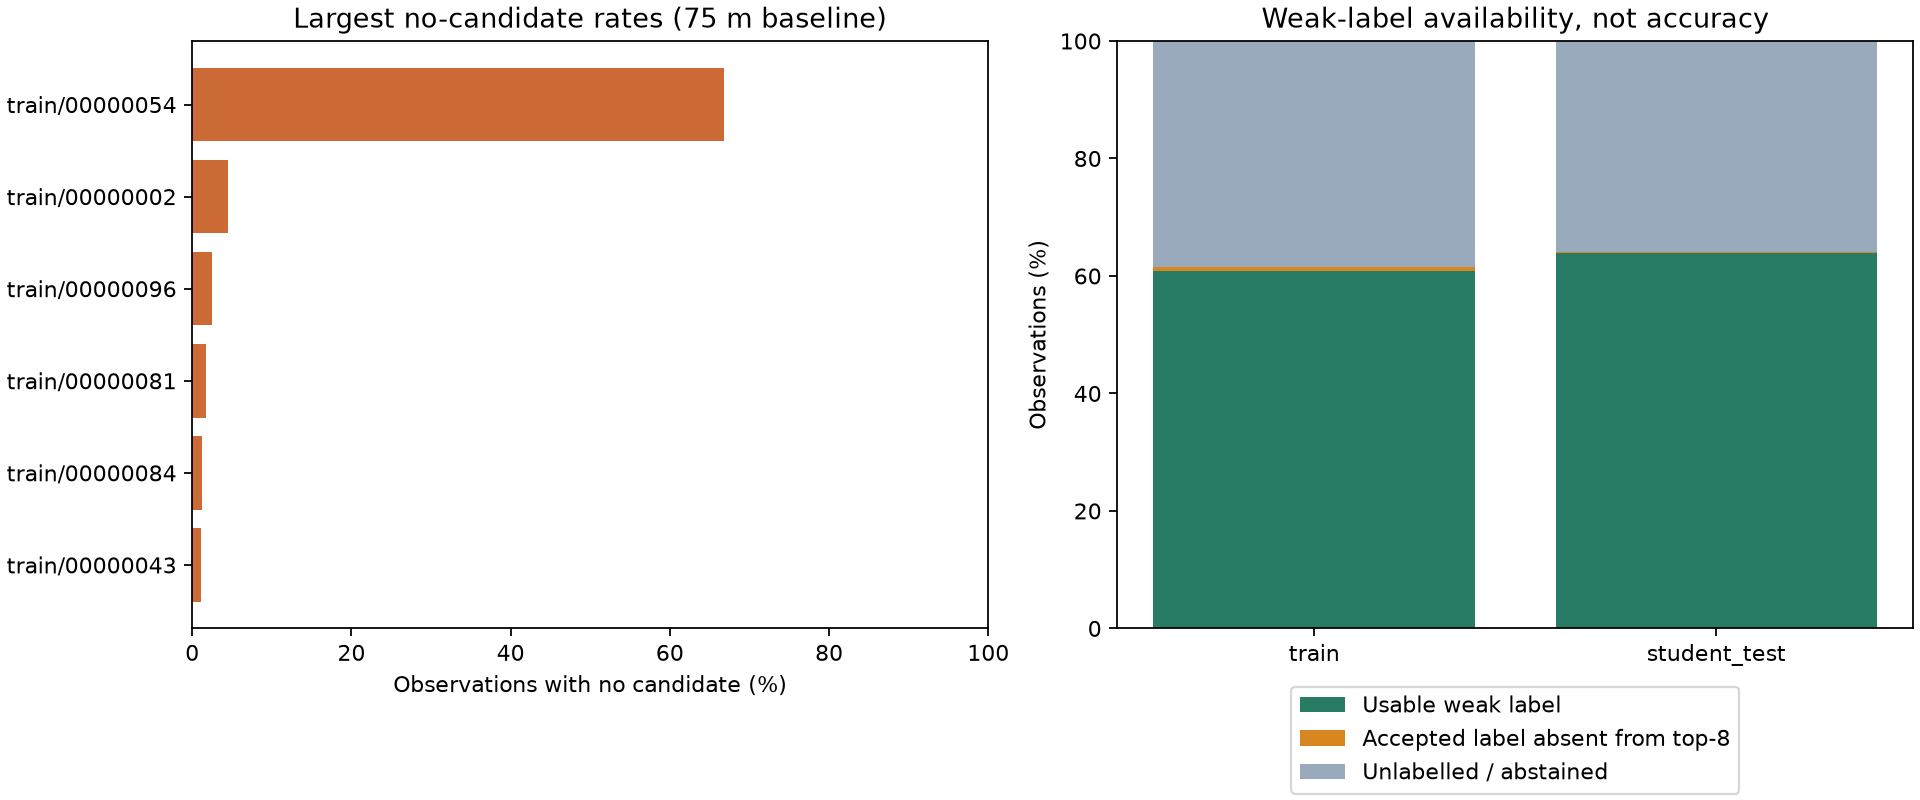 Largest no-candidate rates (75 m baseline)
train/00000054
train/00000002
train/00000096
train/00000081
train/00000084
train/00000043
0 20 40 60 80 100
Observations with no candidate (%)
Weak-label availability, not accuracy
Observations (%)
100
80
60
40
20
0
train student_test
Usable weak label
Accepted label absent from top-8
Unlabelled / abstained